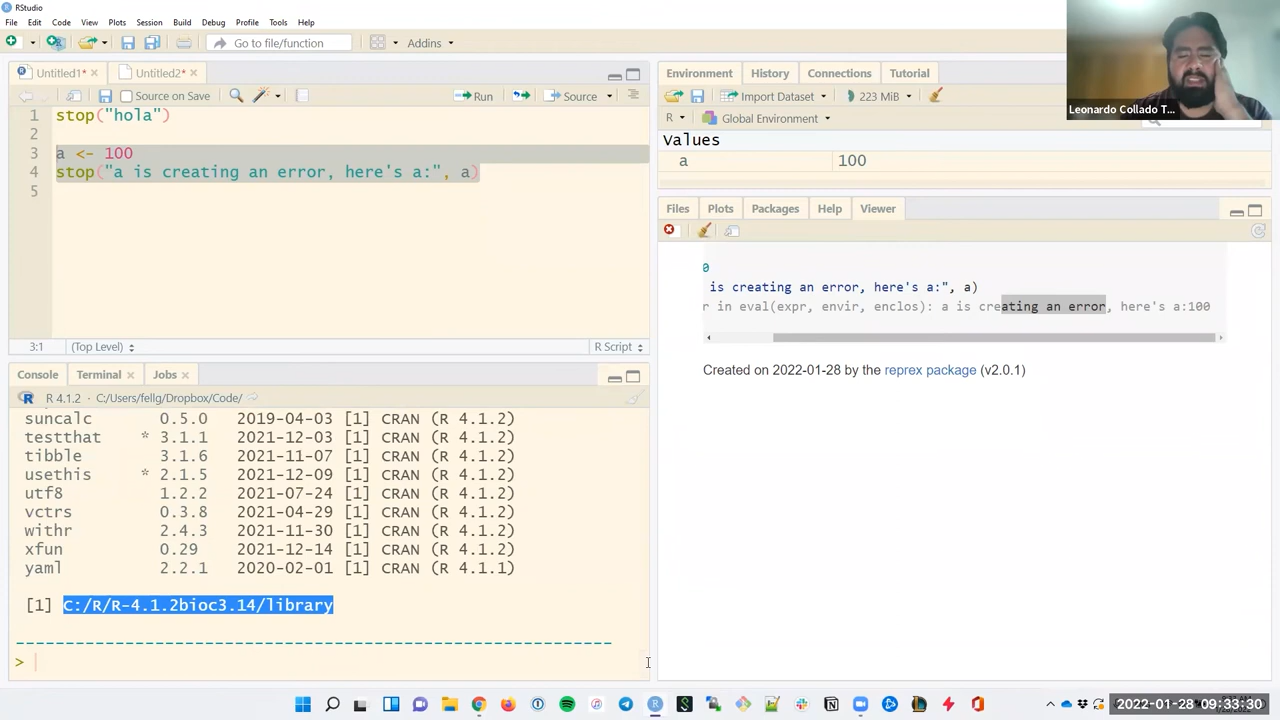 RStudio
File Edit Code View Plots Session Build Debug Profile Tools Help
Go to file/function Addins
Untitled1* Untitled2*
Source on Save Run Source
1 stop("hola")
2
3 a <- 100
4 stop("a is creating an error, here's a:", a)
5
3:1 (Top Level) R Script
Console Terminal Jobs
R 4.1.2 · C:/Users/fellg/Dropbox/Code/
suncalc 0.5.0 2019-04-03 [1] CRAN (R 4.1.2)
testthat * 3.1.1 2021-12-03 [1] CRAN (R 4.1.2)
tibble 3.1.6 2021-11-07 [1] CRAN (R 4.1.2)
usethis * 2.1.5 2021-12-09 [1] CRAN (R 4.1.2)
utf8 1.2.2 2021-07-24 [1] CRAN (R 4.1.2)
vctrs 0.3.8 2021-04-29 [1] CRAN (R 4.1.2)
withr 2.4.3 2021-11-30 [1] CRAN (R 4.1.2)
xfun 0.29 2021-12-14 [1] CRAN (R 4.1.2)
yaml 2.2.1 2020-02-01 [1] CRAN (R 4.1.1)
[1] C:/R/R-4.1.2bioc3.14/library
>
Environment History Connections Tutorial
Import Dataset 223 MiB
R Global Environment
Values
a 100
Files Plots Packages Help Viewer
0
is creating an error, here's a:", a)
r in eval(expr, envir, enclos): a is creating an error, here's a:100
Created on 2022-01-28 by the reprex package (v2.0.1)
Leonardo Collado T...
2022-01-28 09:33:30